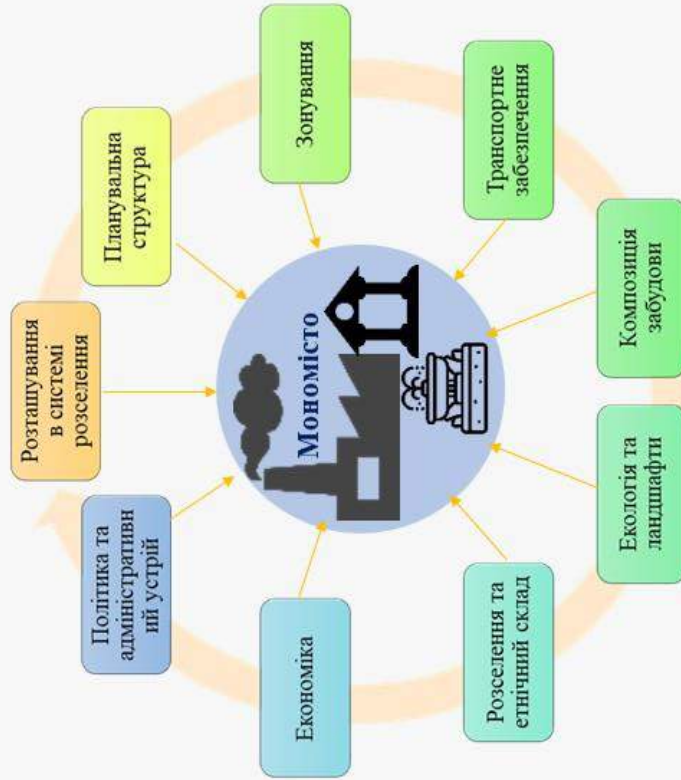 Розташування
в системі
розселення
Планувальна
структура
Зонування
Транспортне
забезпечення
Композиція
забудови
Екологія та
ландшафти
Розселення та
етнічний склад
Економіка
Політика та
адміністративн
ий устрій
Мономісто